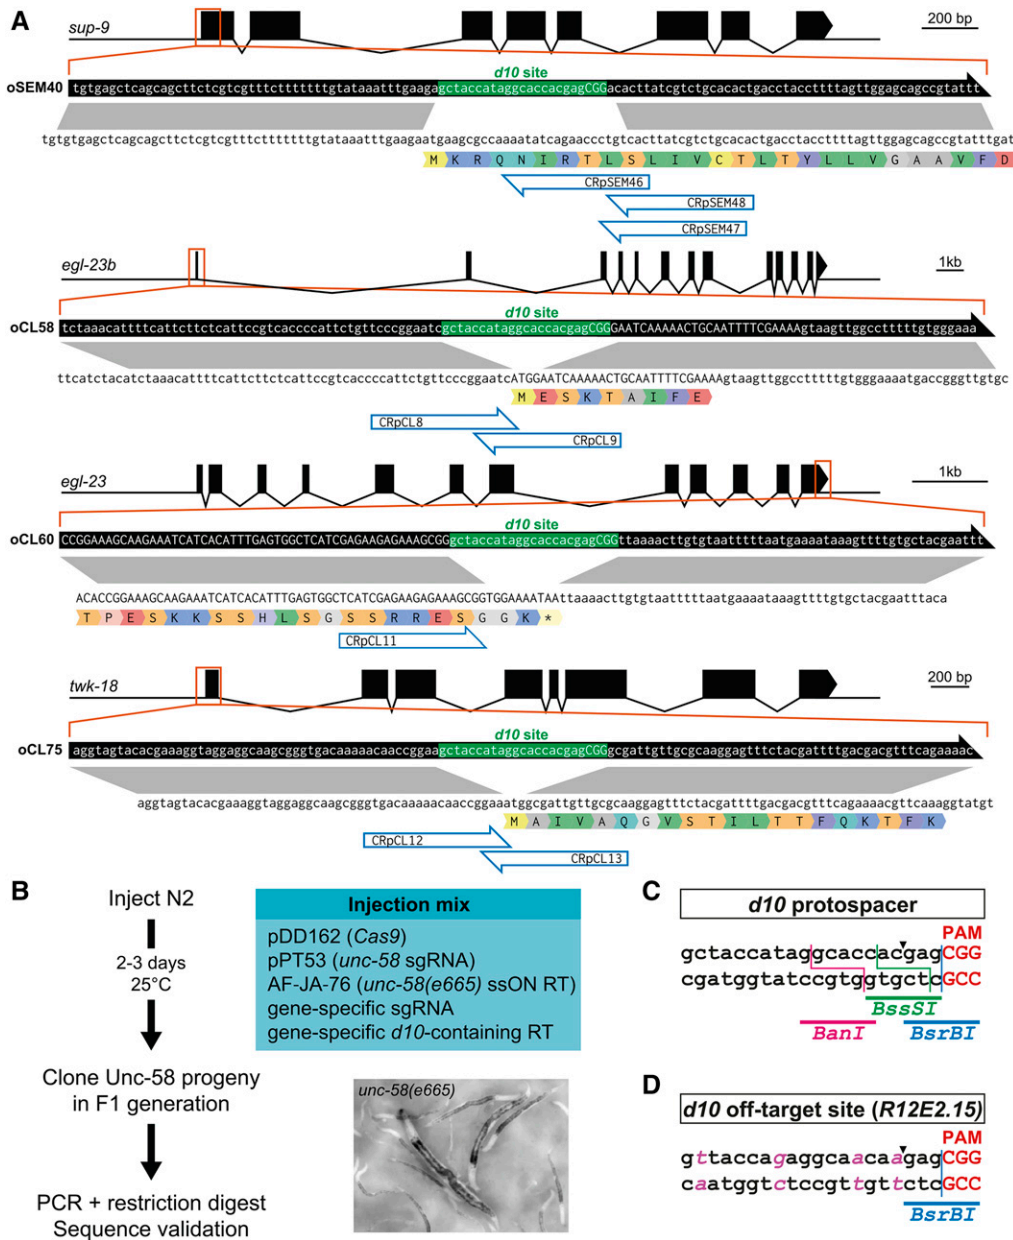 A
sup-9
200 bp
d10 site
oSEM40
tgtgagctcagcagcttctcgtcgtttctttttttgtataaatttgaagagctaccataggcaccacgagCGGacacttatcgtctgcacactgacctaccttttagttggagcagccgtattt
tgtgtgagctcagcagcttctcgtcgtttctttttttgtataaatttgaagaatgaagcgccaaaatatcagaaccctgtcacttatcgtctgcacactgacctaccttttagttggagcagccgtatttgat
M K R Q N I R T L S L I V C T L T Y L L V G A A V F D
CRpSEM46
CRpSEM48
CRpSEM47
egl-23b
1kb
d10 site
oCL58
tctaaacattttcattcttctcattccgtcaccccattctgttcccggaatcgctaccataggcaccacgagCGGGAATCAAAAACTGCAATTTTCGAAAAgtaagttggcctttttgtgggaaa
ttcatctacatctaaacattttcattcttctcattccgtcaccccattctgttcccggaatcATGGAATCAAAAACTGCAATTTTCGAAAAgtaagttggcctttttgtgggaaaatgaccgggttgtgc
M E S K T A I F E
CRpCL8
CRpCL9
egl-23
1kb
d10 site
oCL60
CCGGAAAGCAAGAAATCATCACATTTGAGTGGCTCATCGAGAAGAGAAAGCGGgctaccataggcaccacgagCGGttaaaacttgtgtaatttttaatgaaaataaagttttgtgctacgaattt
ACACCGGAAAGCAAGAAATCATCACATTTGAGTGGCTCATCGAGAAGAGAAAGCGGTGGAAAATAAttaaaacttgtgtaatttttaatgaaaataaagttttgtgctacgaatttaca
T P E S K K S S H L S G S S R R E S G G K *
CRpCL11
twk-18
200 bp
d10 site
oCL75
aggtagtacacgaaaggtaggaggcaagcgggtgacaaaaacaaccggaagctaccataggcaccacgagCGGgcgattgttgcgcaaggagtttctacgattttgacgacgtttcagaaaac
aggtagtacacgaaaggtaggaggcaagcgggtgacaaaaacaaccggaaatggcgattgttgcgcaaggagtttctacgattttgacgacgtttcagaaaacgttcaaaggtatgt
M A I V A Q G V S T I L T T F Q K T F K
CRpCL12
CRpCL13
B
Inject N2
2-3 days
25°C
Clone Unc-58 progeny
in F1 generation
PCR + restriction digest
Sequence validation
Injection mix
pDD162 (Cas9)
pPT53 (unc-58 sgRNA)
AF-JA-76 (unc-58(e665) ssON RT)
gene-specific sgRNA
gene-specific d10-containing RT
unc-58(e665)
C
d10 protospacer
PAM
gctaccataggcaccacgagCGG
cgatggtatccgtggtgctcGCC
BssSI
BanI
BsrBI
D
d10 off-target site (R12E2.15)
PAM
gttaccagaggcaacaagagCGG
caatggtctccgttgttctcGCC
BsrBI